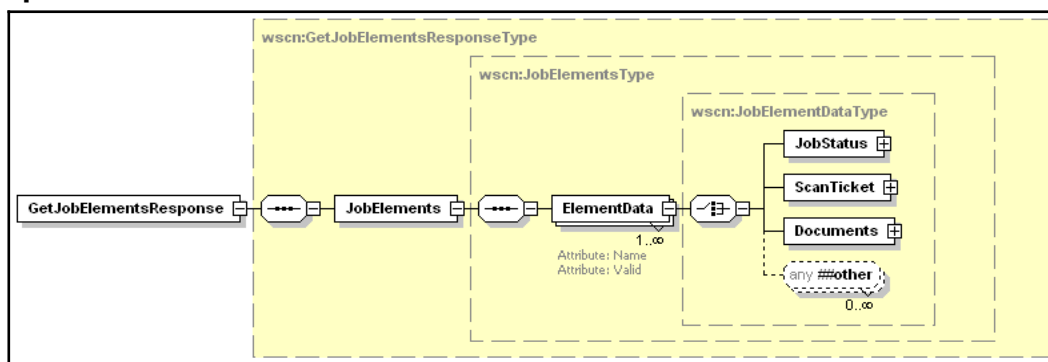 wscn:GetJobElementsResponseType
wscn:JobElementsType
wscn:JobElementDataType
JobStatus
ScanTicket
GetJobElementsResponse
JobElements
ElementData
1..∞
Attribute: Name
Attribute: Valid
Documents
any ##other
0..∞